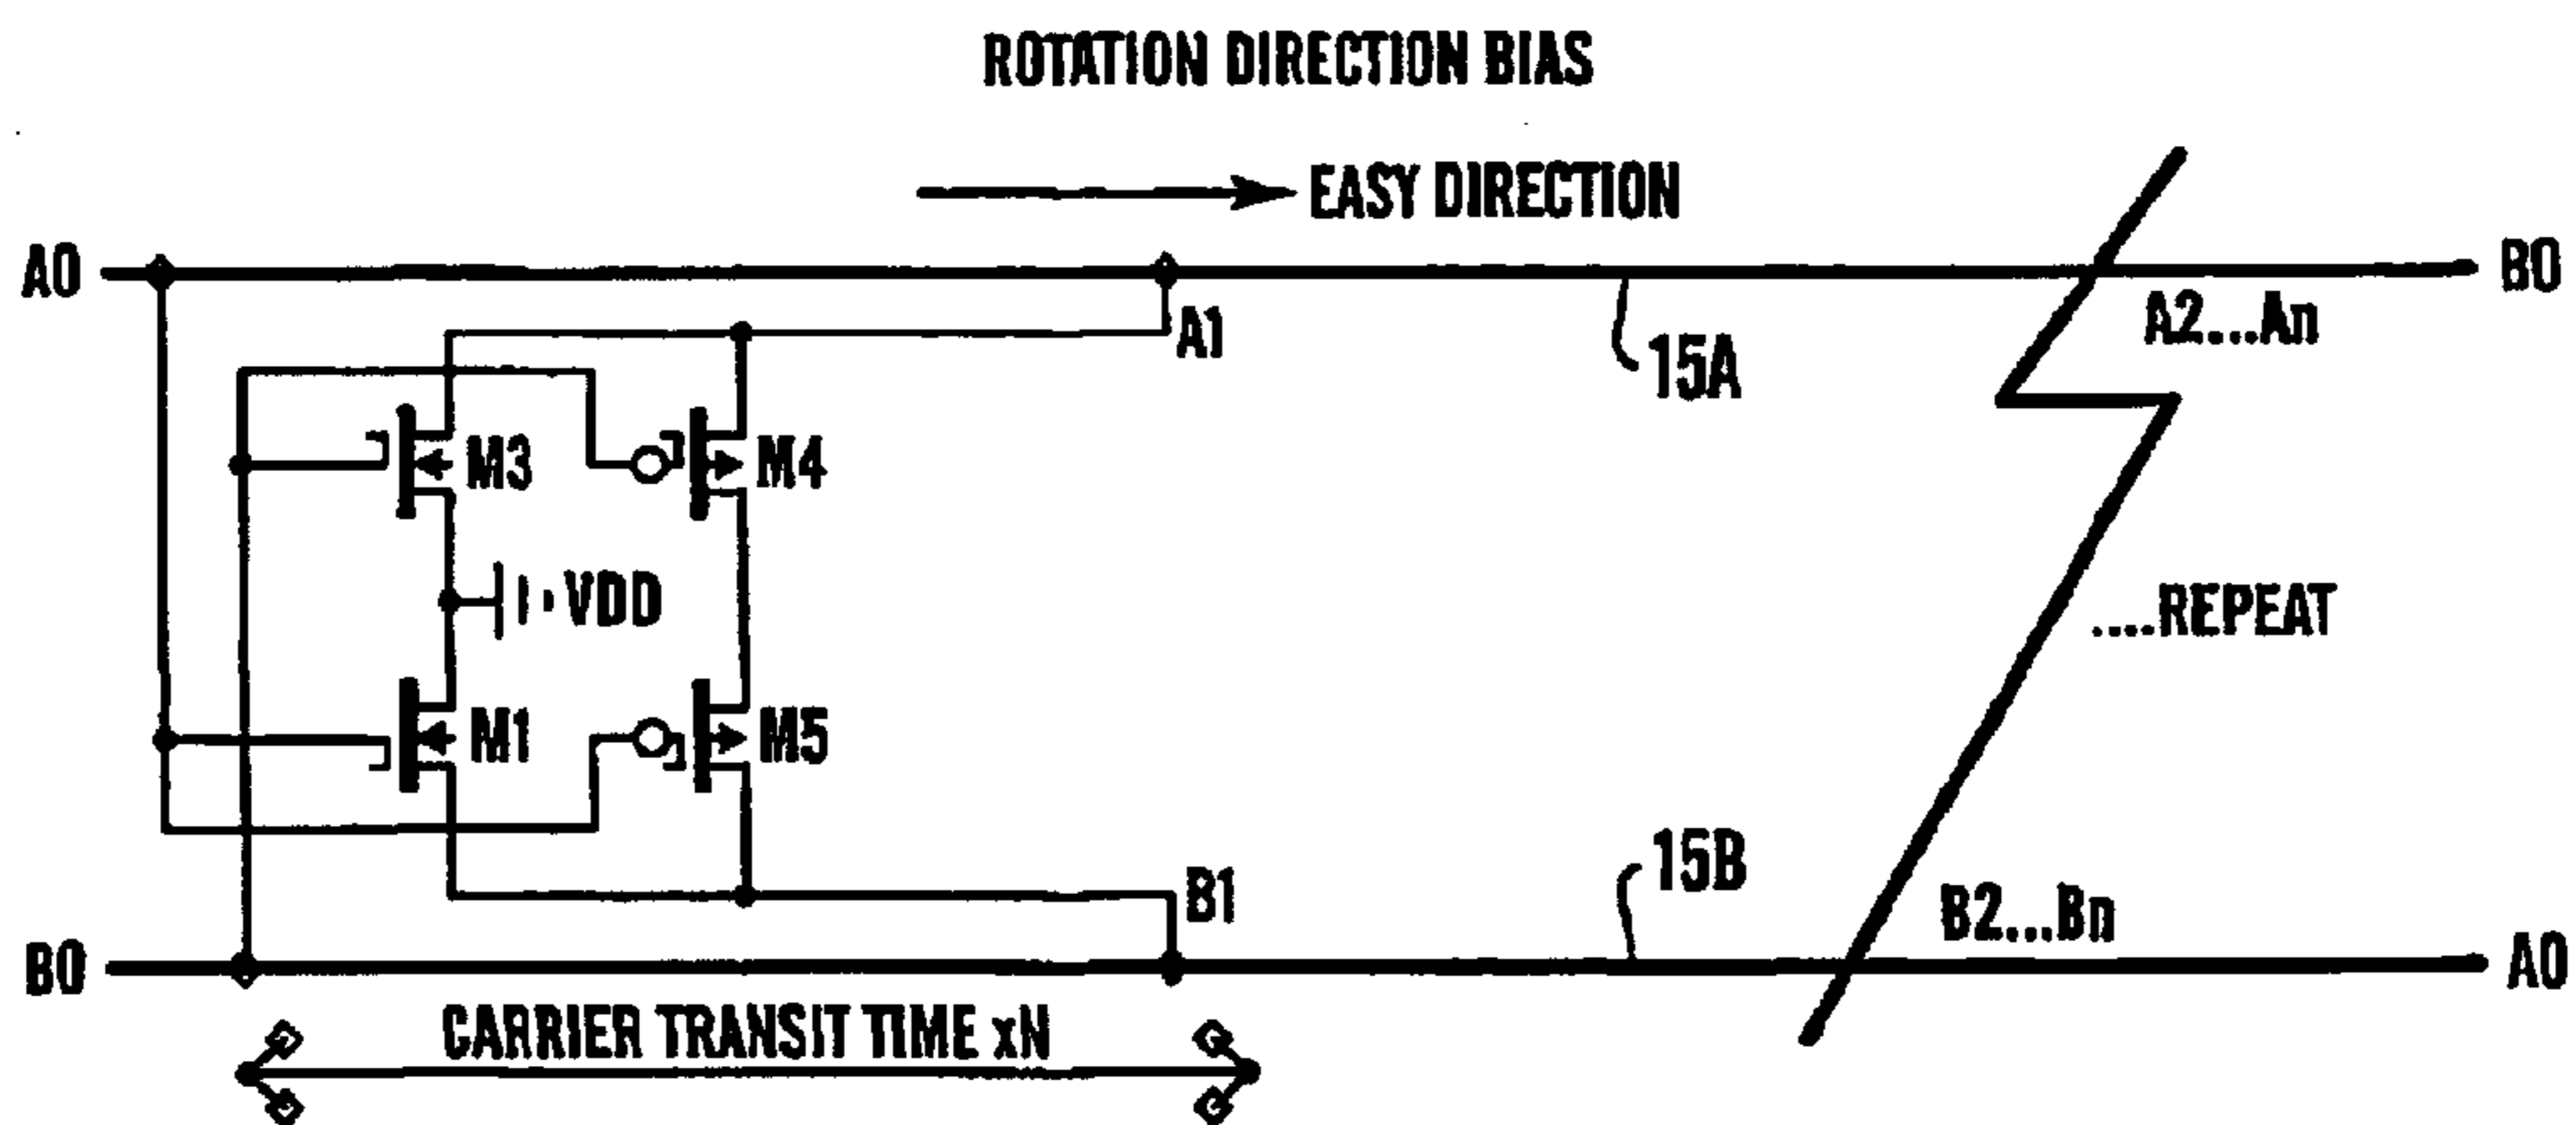 ROTATION DIRECTION BIAS
EASY DIRECTION
A0
B0
A1
A2...An
15A
M3
M4
VDD
....REPEAT
M1
M5
15B
B1
B2...Bn
B0
A0
CARRIER TRANSIT TIME xN